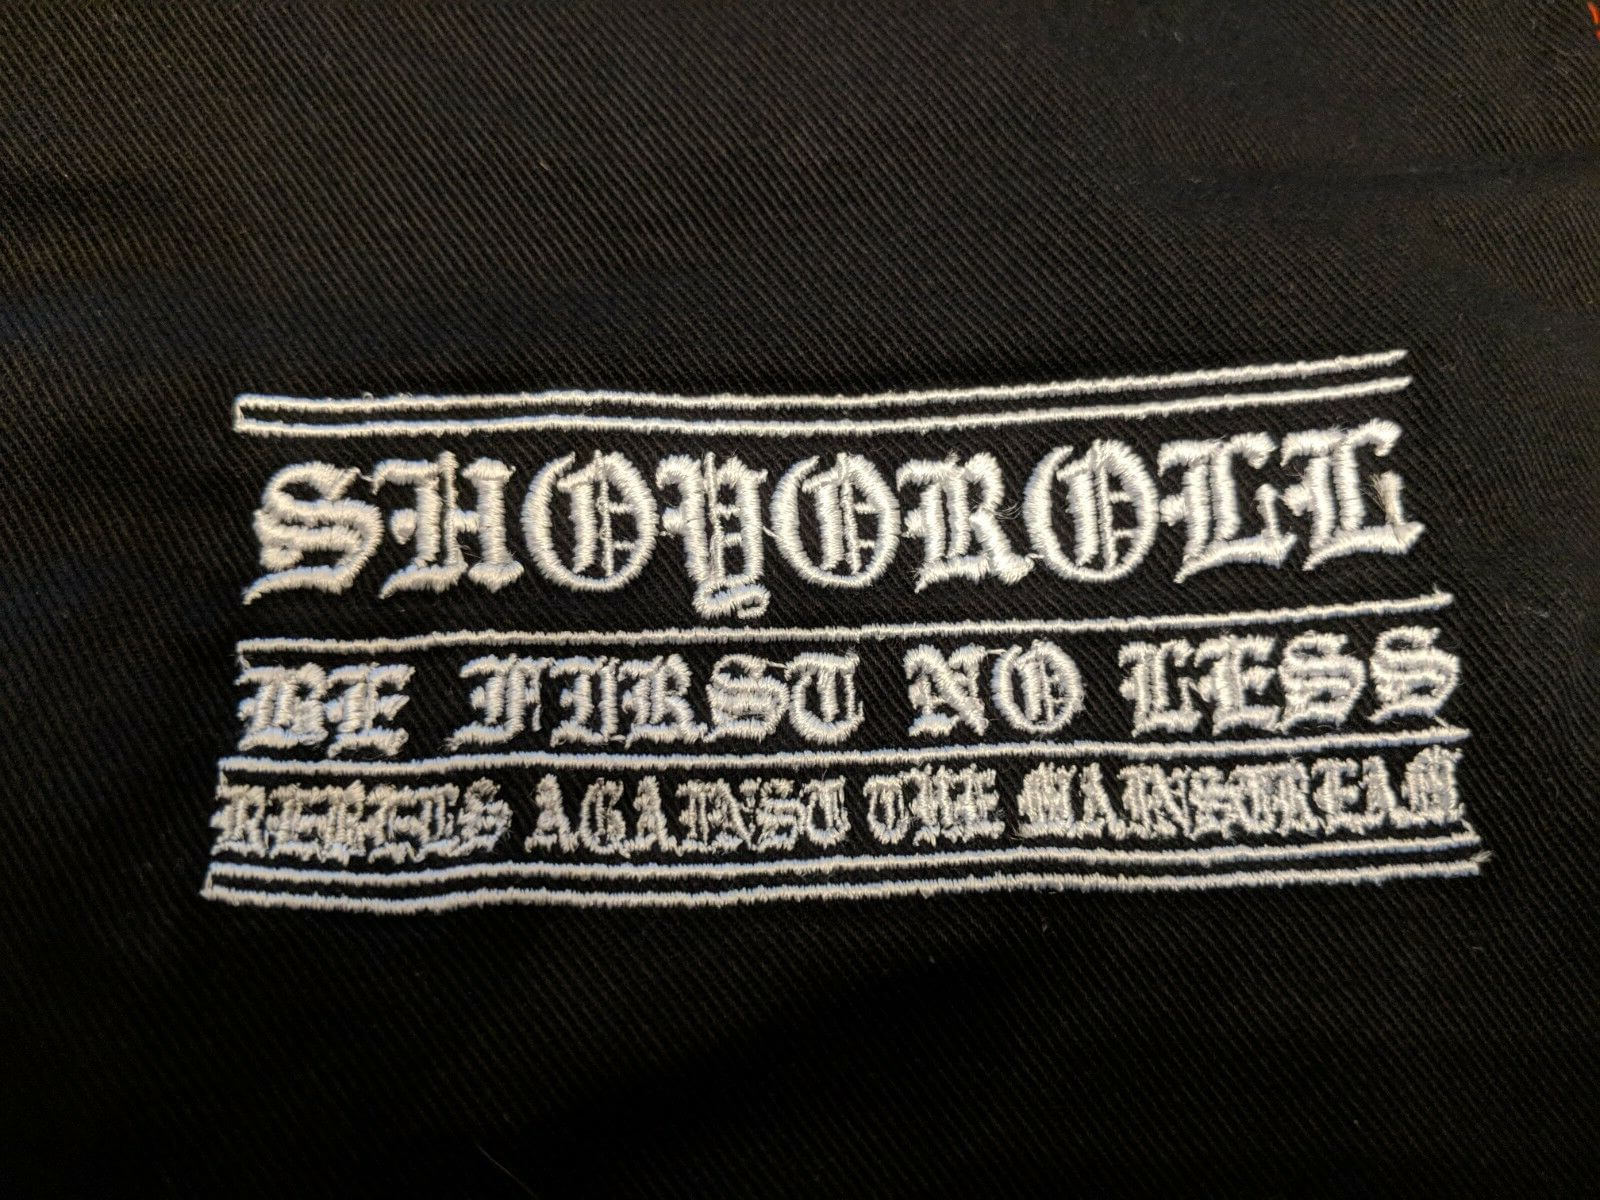 SHOYOROLL
BE FIRST NO LESS
REBELS AGAINST THE MAINSTREAM